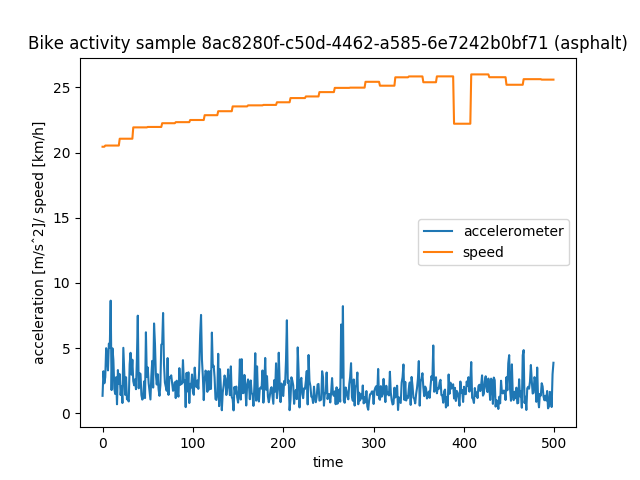 Bike activity sample 8ac8280f-c50d-4462-a585-6e7242b0bf71 (asphalt)
acceleration [m/s^2]/ speed [km/h]
25
20
15
10
5
0
accelerometer
speed
0 100 200 300 400 500
time